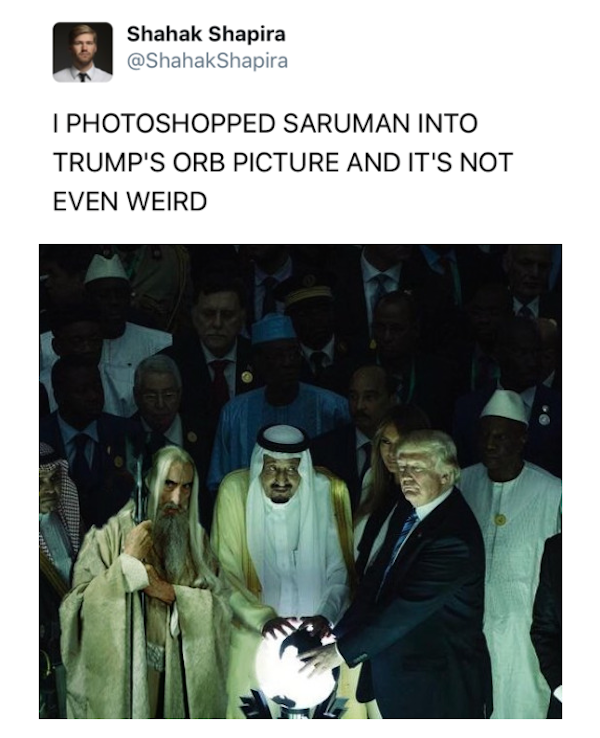 Shahak Shapira
@ShahakShapira
I PHOTOSHOPPED SARUMAN INTO
TRUMP'S ORB PICTURE AND IT'S NOT
EVEN WEIRD